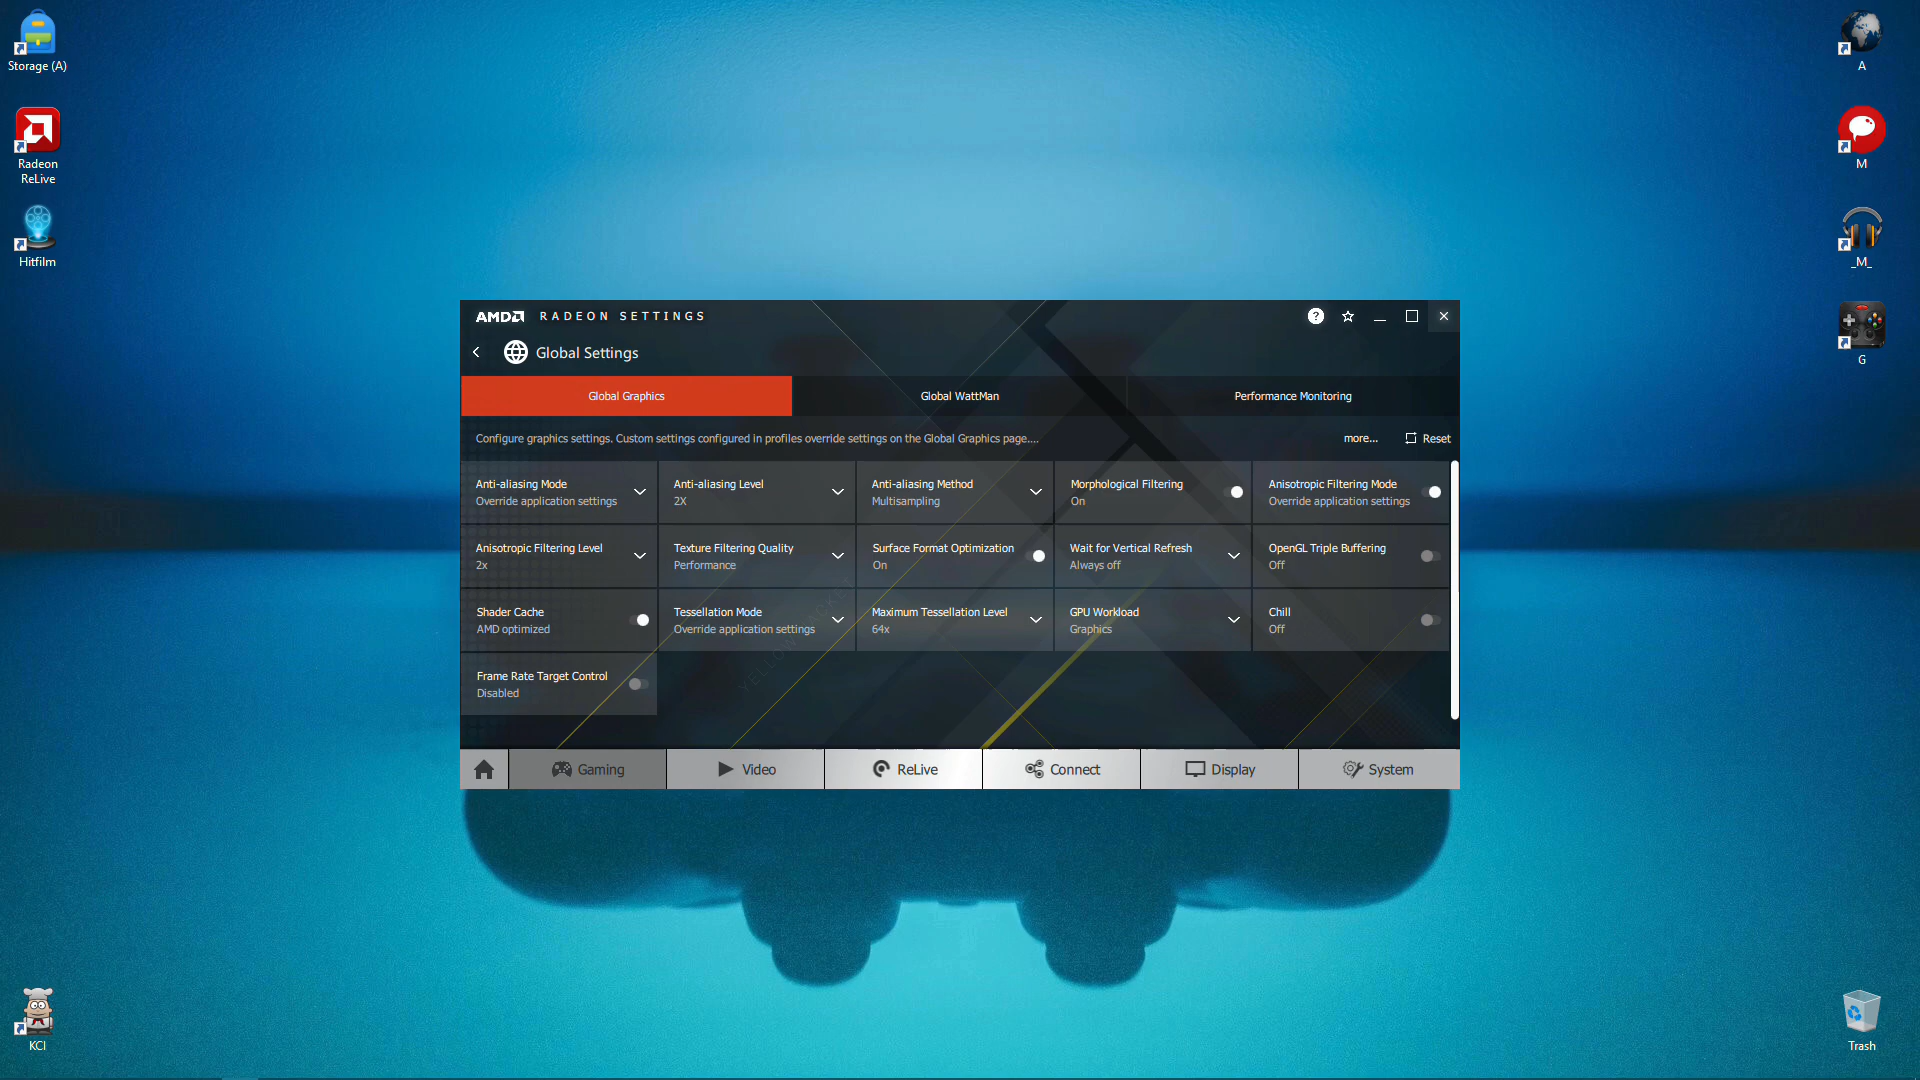 Storage (A)
Radeon
ReLive
Hitfilm
A
M
_M_
G
AMD RADEON SETTINGS
Global Settings
Global Graphics
Global WattMan
Performance Monitoring
Configure graphics settings. Custom settings configured in profiles override settings on the Global Graphics page....
more...
Reset
Anti-aliasing Mode
Override application settings
Anti-aliasing Level
2X
Anti-aliasing Method
Multisampling
Morphological Filtering
On
Anisotropic Filtering Mode
Override application settings
Anisotropic Filtering Level
2x
Texture Filtering Quality
Performance
Surface Format Optimization
On
Wait for Vertical Refresh
Always off
OpenGL Triple Buffering
Off
Shader Cache
AMD optimized
Tessellation Mode
Override application settings
Maximum Tessellation Level
64x
GPU Workload
Graphics
Chill
Off
Frame Rate Target Control
Disabled
Gaming
Video
ReLive
Connect
Display
System
KCI
Trash